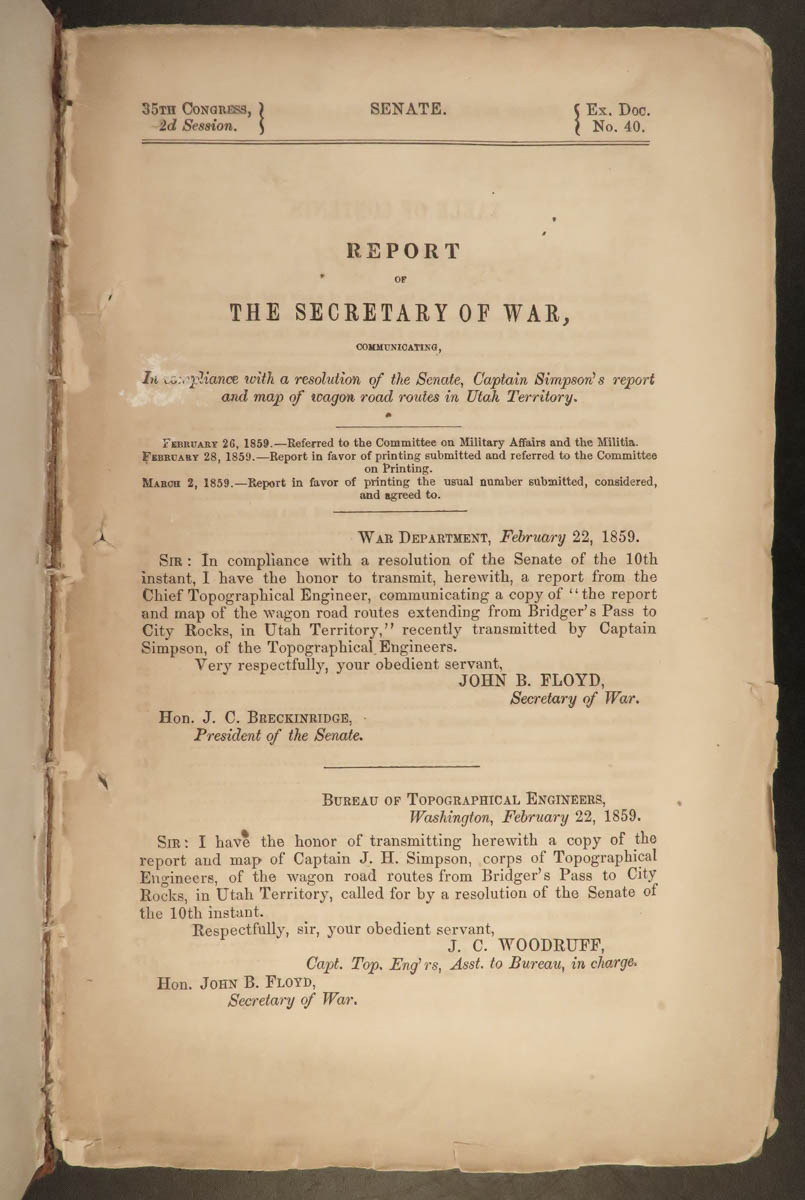 35TH CONGRESS,
2d Session.
SENATE.
Ex. Doc.
No. 40.
REPORT
OF
THE SECRETARY OF WAR,
COMMUNICATING,
In compliance with a resolution of the Senate, Captain Simpson's report
and map of wagon road routes in Utah Territory.
FEBRUARY 26, 1859.—Referred to the Committee on Military Affairs and the Militia.
FEBRUARY 28, 1859.—Report in favor of printing submitted and referred to the Committee
on Printing.
MARCH 2, 1859.—Report in favor of printing the usual number submitted, considered,
and agreed to.
WAR DEPARTMENT, February 22, 1859.
SIR: In compliance with a resolution of the Senate of the 10th
instant, I have the honor to transmit, herewith, a report from the
Chief Topographical Engineer, communicating a copy of "the report
and map of the wagon road routes extending from Bridger's Pass to
City Rocks, in Utah Territory," recently transmitted by Captain
Simpson, of the Topographical Engineers.
Very respectfully, your obedient servant,
JOHN B. FLOYD,
Secretary of War.
Hon. J. C. BRECKINRIDGE,
President of the Senate.
BUREAU OF TOPOGRAPHICAL ENGINEERS,
Washington, February 22, 1859.
SIR: I have the honor of transmitting herewith a copy of the
report and map of Captain J. H. Simpson, corps of Topographical
Engineers, of the wagon road routes from Bridger's Pass to City
Rocks, in Utah Territory, called for by a resolution of the Senate of
the 10th instant.
Respectfully, sir, your obedient servant,
J. C. WOODRUFF,
Capt. Top. Eng'rs, Asst. to Bureau, in charge.
Hon. JOHN B. FLOYD,
Secretary of War.